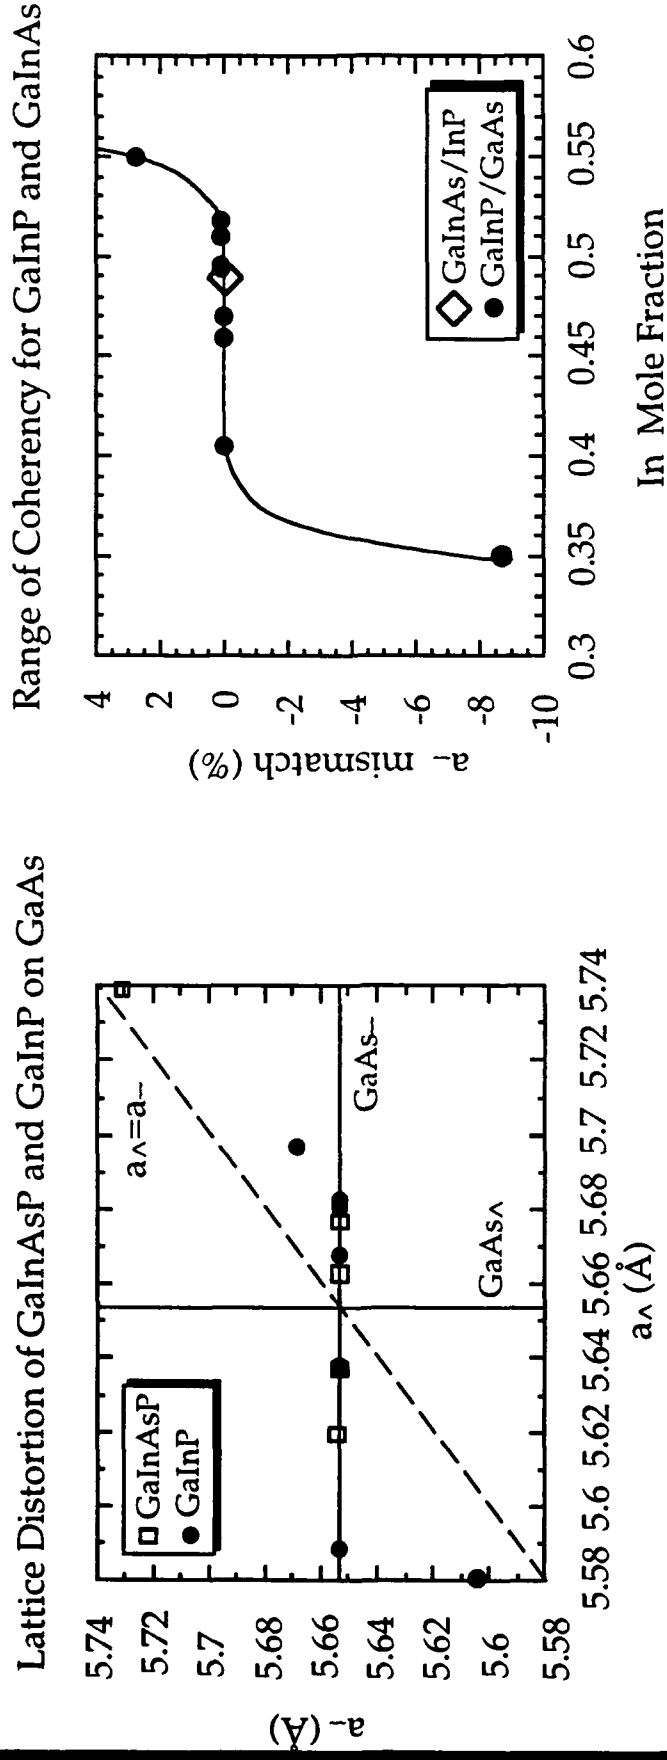 Lattice Distortion of GaInAsP and GaInP on GaAs
5.74
5.72
5.7
5.68
5.66
5.64
5.62
5.6
5.58
a~ (Å)
□ GaInAsP
● GaInP
a∧=a~
GaAs~
GaAs∧
5.58 5.6 5.62 5.64 5.66 5.68 5.7 5.72 5.74
a∧ (Å)
Range of Coherency for GaInP and GaInAs
4
2
0
-2
-4
-6
-8
-10
a~ mismatch (%)
◇ GaInAs/InP
● GaInP/GaAs
0.3 0.35 0.4 0.45 0.5 0.55 0.6
In Mole Fraction